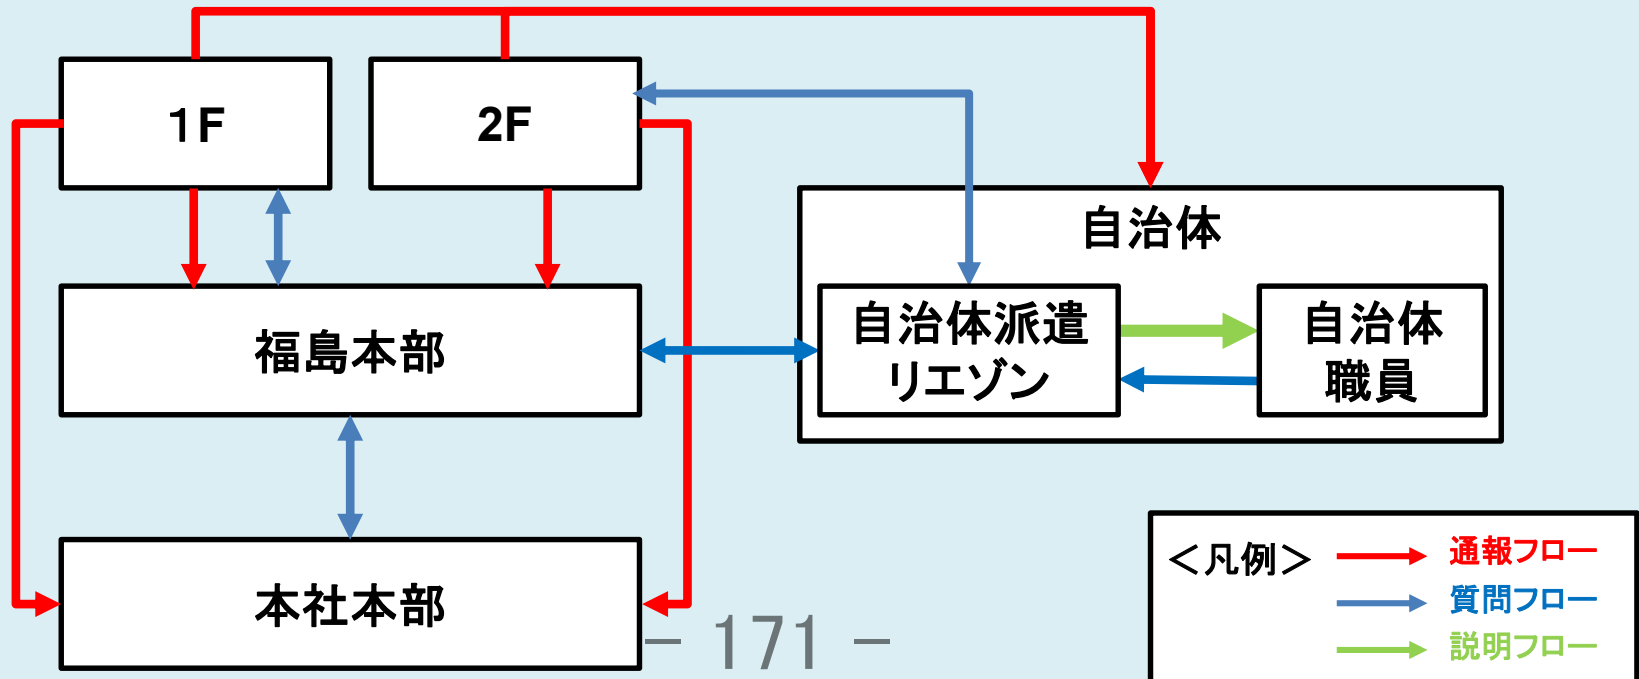 １F
2F
自治体
福島本部
自治体派遣
リエゾン
自治体
職員
本社本部
＜凡例＞
通報フロー
質問フロー
説明フロー
－ 171 －